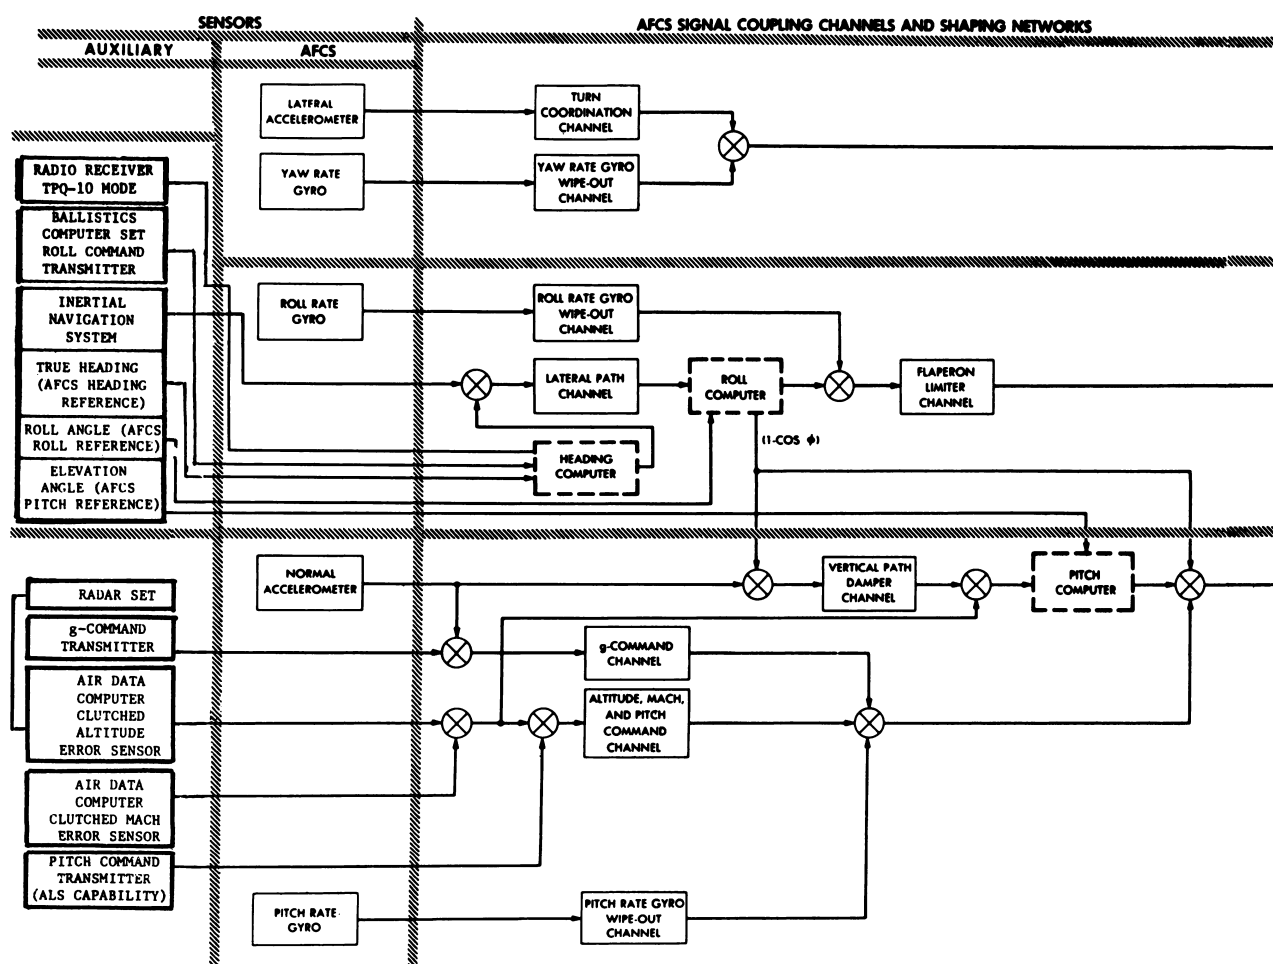 SENSORS
AFCS SIGNAL COUPLING CHANNELS AND SHAPING NETWORKS
AUXILIARY
AFCS
LATERAL
ACCELEROMETER
TURN
COORDINATION
CHANNEL
YAW RATE
GYRO
YAW RATE GYRO
WIPE-OUT
CHANNEL
RADIO RECEIVER
TPQ-10 MODE
BALLISTICS
COMPUTER SET
ROLL COMMAND
TRANSMITTER
INERTIAL
NAVIGATION
SYSTEM
TRUE HEADING
(AFCS HEADING
REFERENCE)
ROLL ANGLE (AFCS
ROLL REFERENCE)
ELEVATION
ANGLE (AFCS
PITCH REFERENCE)
ROLL RATE
GYRO
ROLL RATE GYRO
WIPE-OUT
CHANNEL
LATERAL PATH
CHANNEL
ROLL
COMPUTER
FLAPERON
LIMITER
CHANNEL
HEADING
COMPUTER
(1-COS ϕ)
NORMAL
ACCELEROMETER
VERTICAL PATH
DAMPER
CHANNEL
PITCH
COMPUTER
RADAR SET
g-COMMAND
TRANSMITTER
g-COMMAND
CHANNEL
AIR DATA
COMPUTER
CLUTCHED
ALTITUDE
ERROR SENSOR
ALTITUDE, MACH,
AND PITCH
COMMAND
CHANNEL
AIR DATA
COMPUTER
CLUTCHED MACH
ERROR SENSOR
PITCH COMMAND
TRANSMITTER
(ALS CAPABILITY)
PITCH RATE
GYRO
PITCH RATE GYRO
WIPE-OUT
CHANNEL